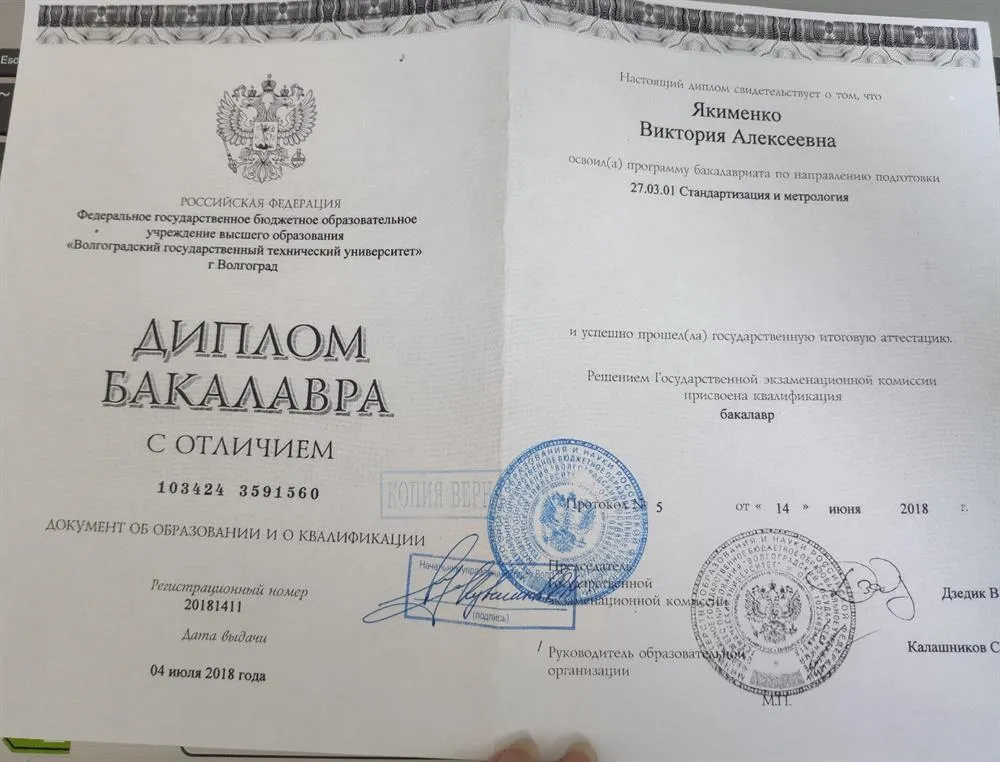 Esc
РОССИЙСКАЯ ФЕДЕРАЦИЯ
Федеральное государственное бюджетное образовательное
учреждение высшего образования
«Волгоградский государственный технический университет»
г Волгоград
ДИПЛОМ
БАКАЛАВРА
С ОТЛИЧИЕМ
103424 3591560
ДОКУМЕНТ ОБ ОБРАЗОВАНИИ И О КВАЛИФИКАЦИИ
Регистрационный номер
20181411
Дата выдачи
04 июля 2018 года
КОПИЯ ВЕРН
Начальник управления
(подпись)
Настоящий диплом свидетельствует о том, что
Якименко
Виктория Алексеевна
освоил(а) программу бакалавриата по направлению подготовки
27.03.01 Стандартизация и метрология
и успешно прошел(ла) государственную итоговую аттестацию.
Решением Государственной экзаменационной комиссии
присвоена квалификация
бакалавр
Протокол № 5 от « 14 » июня 2018 г.
Председатель
Государственной
экзаменационной комиссии
Дзедик В
Руководитель образовательной
организации
Калашников С
М.П.